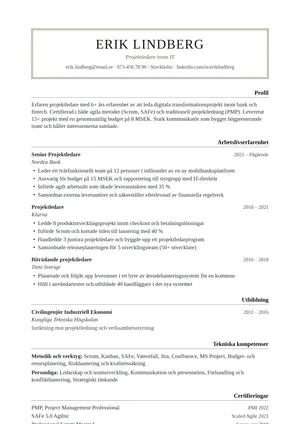 ERIK LINDBERG
Projektledare inom IT
erik.lindberg@email.se · 073-456 78 90 · Stockholm · linkedin.com/in/eriklindberg
Profil
Erfaren projektledare med 6+ års erfarenhet av att leda digitala transformationsprojekt inom bank och
fintech. Certifierad i både agila metoder (Scrum, SAFe) och traditionell projektledning (PMP). Levererat
15+ projekt med en genomsnittlig budget på 8 MSEK. Stark kommunikatör som bygger högpresterande
team och håller intressenterna samlade.
Arbetslivserfarenhet
Senior Projektledare 2021 – Pågående
Nordea Bank
• Leder ett tvärfunktionellt team på 12 personer i införandet av en ny mobilbanksplattform
• Ansvarig för budget på 15 MSEK och rapportering till styrgrupp med IT-direktör
• Införde agilt arbetssätt som ökade leveranstakten med 35 %
• Samordnar externa leverantörer och säkerställer efterlevnad av finansiella regelverk
Projektledare 2018 – 2021
Klarna
• Ledde 8 produktutvecklingsprojekt inom checkout och betalningslösningar
• Införde Scrum och kortade tiden till lansering med 40 %
• Handledde 3 juniora projektledare och byggde upp ett projektledarprogram
• Samordnade releaseplaneringen för 5 utvecklingsteam (50+ utvecklare)
Biträdande projektledare 2016 – 2018
Tieto Sverige
• Planerade och följde upp leveranser i ett byte av ärendehanteringssystem för en kommun
• Höll i användartester och utbildade 40 handläggare i det nya systemet
Utbildning
Civilingenjör Industriell Ekonomi 2011 – 2016
Kungliga Tekniska Högskolan
Inriktning mot projektledning och verksamhetsstyrning
Tekniska kompetenser
Metodik och verktyg: Scrum, Kanban, SAFe, Vattenfall, Jira, Confluence, MS Project, Budget- och
resursplanering, Riskhantering och kvalitetssäkring
Personliga: Ledarskap och teamutveckling, Kommunikation och presentation, Förhandling och
konflikthantering, Strategiskt tänkande
Certifieringar
PMP, Project Management Professional PMI 2022
SAFe 5.0 Agilist Scaled Agile 2021